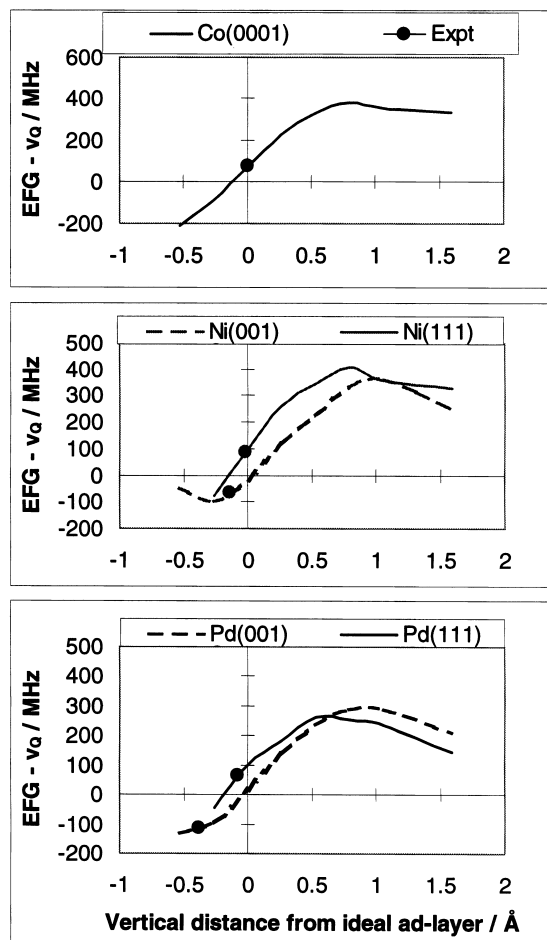 Co(0001) Expt
EFG - νQ / MHz
600
400
200
0
-200
-1 -0.5 0 0.5 1 1.5 2
Ni(001) Ni(111)
EFG - νQ / MHz
500
400
300
200
100
0
-100
-200
-1 -0.5 0 0.5 1 1.5 2
Pd(001) Pd(111)
EFG - νQ / MHz
500
400
300
200
100
0
-100
-200
-1 -0.5 0 0.5 1 1.5 2
Vertical distance from ideal ad-layer / Å